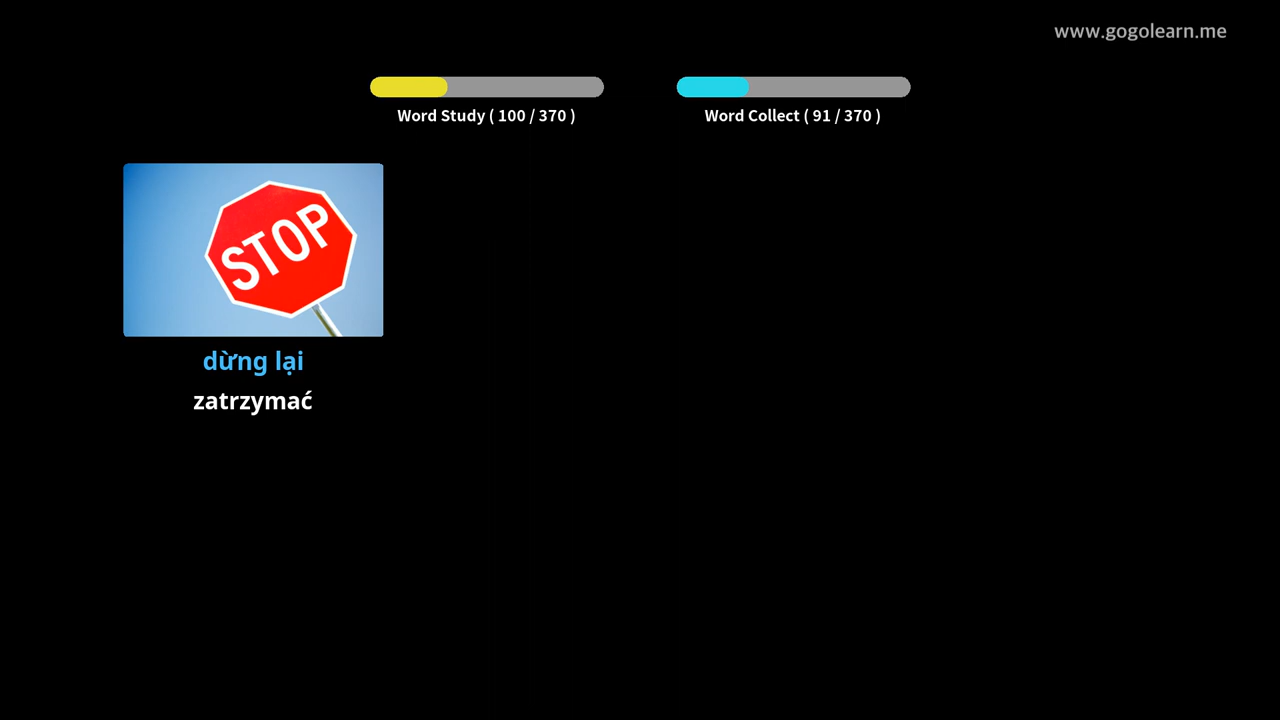 www.gogolearn.me
Word Study ( 100 / 370 )
Word Collect ( 91 / 370 )
STOP
dừng lại
zatrzymać